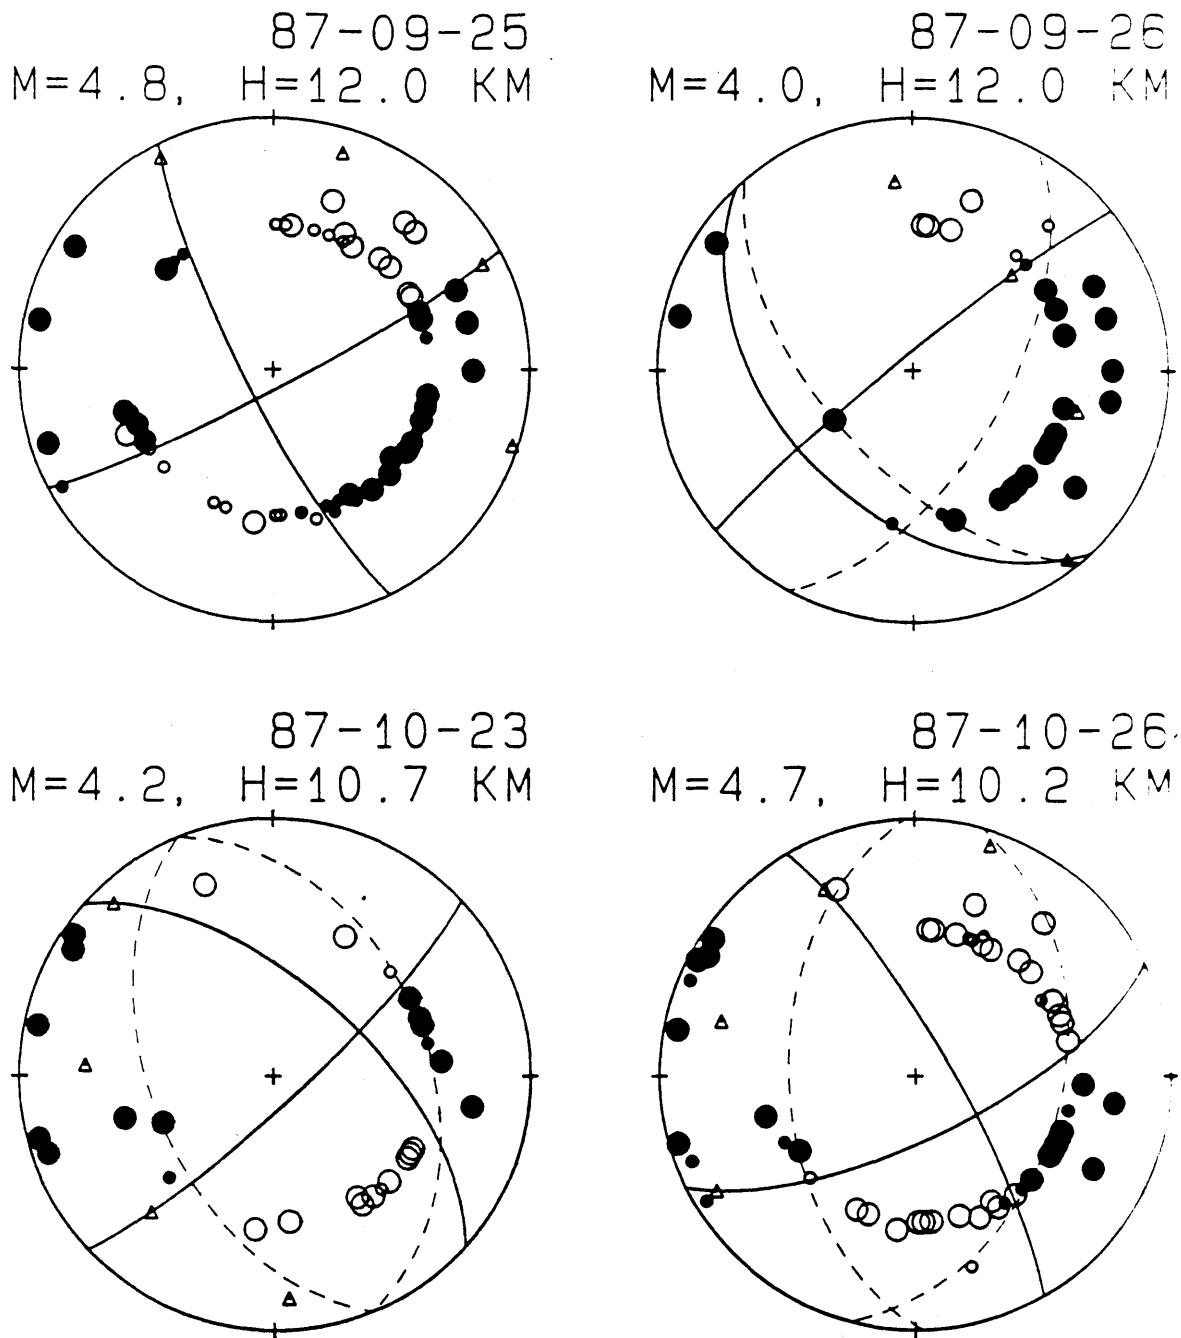 87-09-25
M=4.8, H=12.0 KM
87-09-26
M=4.0, H=12.0 KM
87-10-23
M=4.2, H=10.7 KM
87-10-26
M=4.7, H=10.2 KM